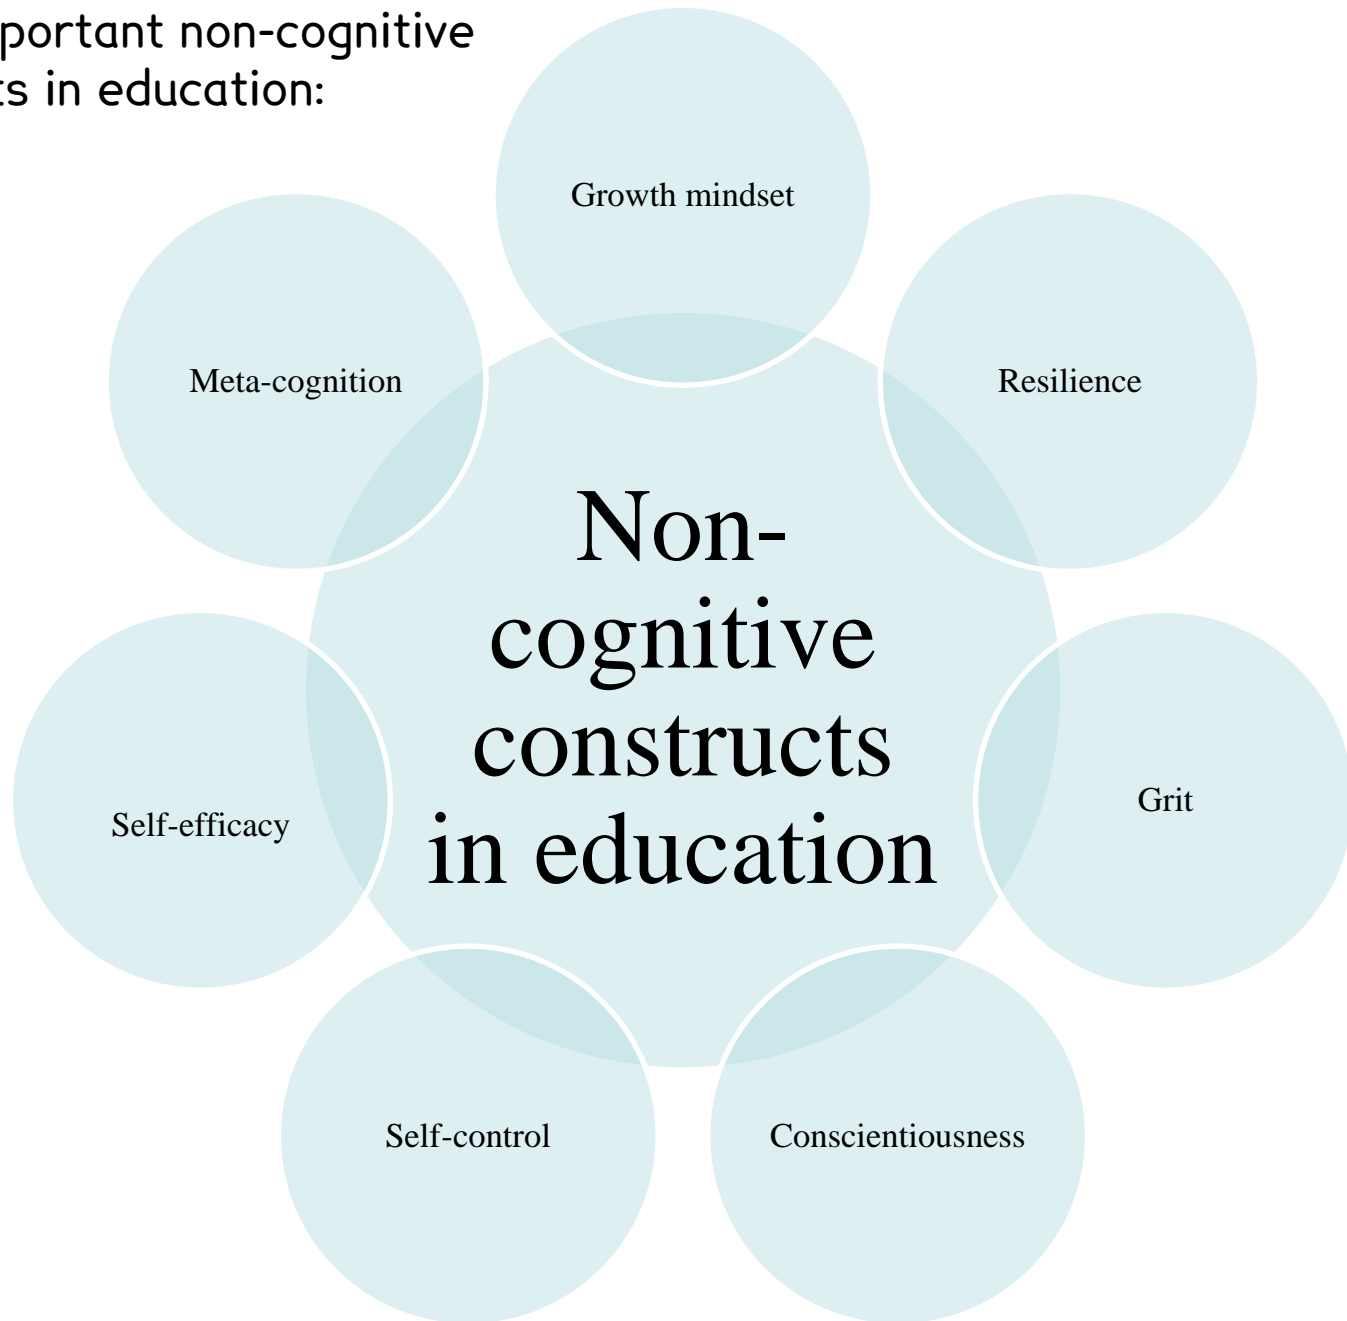 portant non-cognitive
ts in education:
Growth mindset
Meta-cognition
Resilience
Non-
cognitive
constructs
in education
Self-efficacy
Grit
Self-control
Conscientiousness